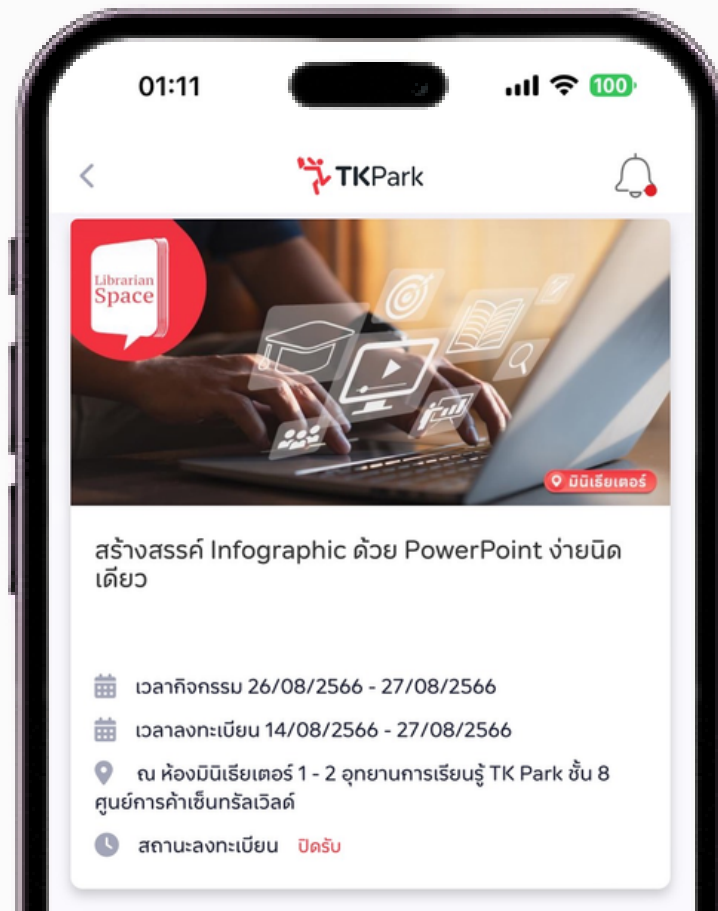 01:11
100
TKPark
Librarian
Space
มินิเธียเตอร์
สร้างสรรค์ Infographic ด้วย PowerPoint ง่ายนิด
เดียว
เวลากิจกรรม 26/08/2566 - 27/08/2566
เวลาลงทะเบียน 14/08/2566 - 27/08/2566
ณ ห้องมินิเธียเตอร์ 1 - 2 อุทยานการเรียนรู้ TK Park ชั้น 8
ศูนย์การค้าเซ็นทรัลเวิลด์
สถานะลงทะเบียน ปิดรับ